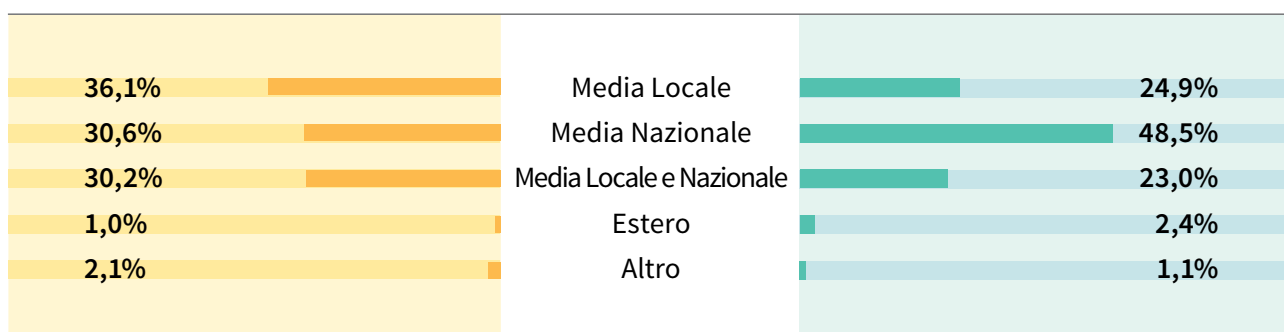 36,1% Media Locale 24,9%
30,6% Media Nazionale 48,5%
30,2% Media Locale e Nazionale 23,0%
1,0% Estero 2,4%
2,1% Altro 1,1%